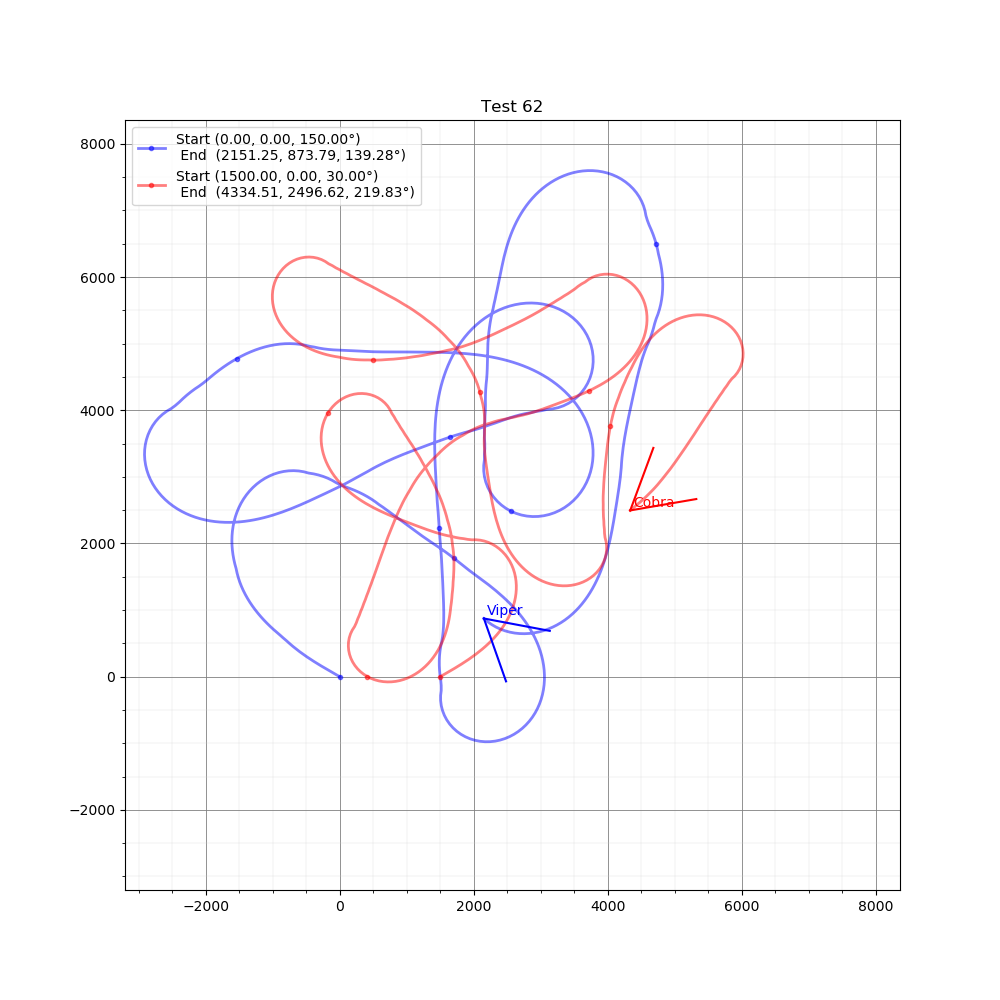 Test 62
Start (0.00, 0.00, 150.00°)
End  (2151.25, 873.79, 139.28°)
Start (1500.00, 0.00, 30.00°)
End  (4334.51, 2496.62, 219.83°)
8000
6000
4000
2000
0
−2000
Cobra
Viper
−2000 0 2000 4000 6000 8000